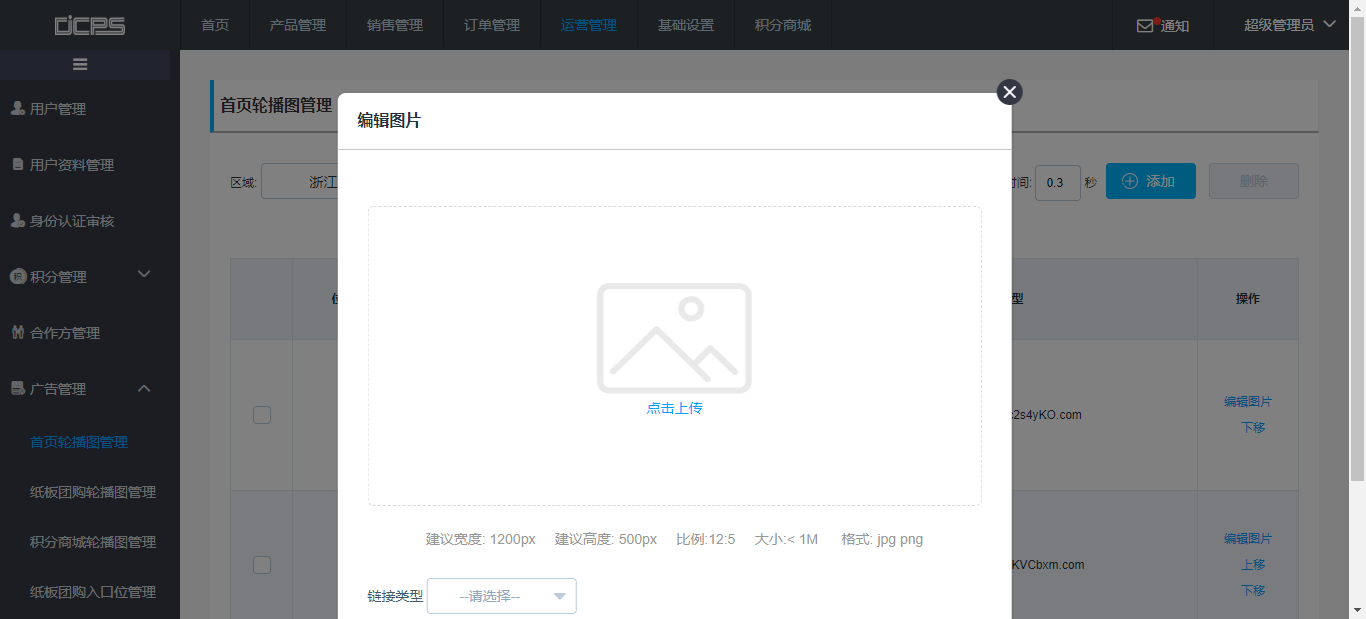 DJCPS
首页 产品管理 销售管理 订单管理 运营管理 基础设置 积分商城 通知 超级管理员
用户管理
用户资料管理
身份认证审核
积分管理
合作方管理
广告管理
首页轮播图管理
纸板团购轮播图管理
积分商城轮播图管理
纸板团购入口位管理
首页轮播图管理
区域: 浙江
时间: 0.3 秒 添加 删除
型 操作
2s4yKO.com
编辑图片
下移
KVCbxm.com
编辑图片
上移
下移
编辑图片
点击上传
建议宽度: 1200px 建议高度: 500px 比例:12:5 大小:< 1M 格式: jpg png
链接类型 --请选择--